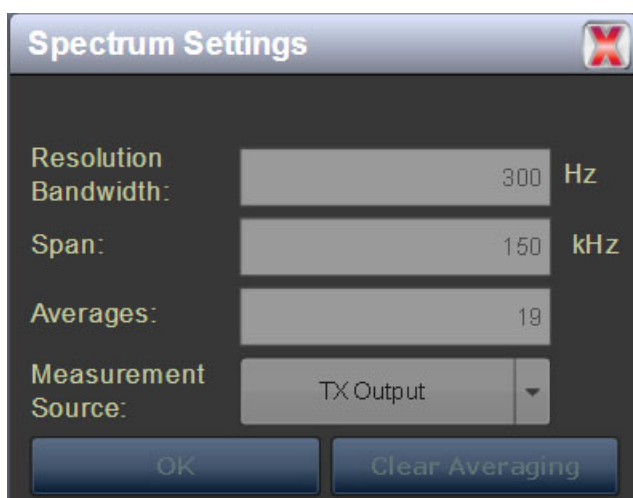 Spectrum Settings
Resolution
Bandwidth:
300 Hz
Span:
150 kHz
Averages:
19
Measurement
Source:
TX Output
OK
Clear Averaging